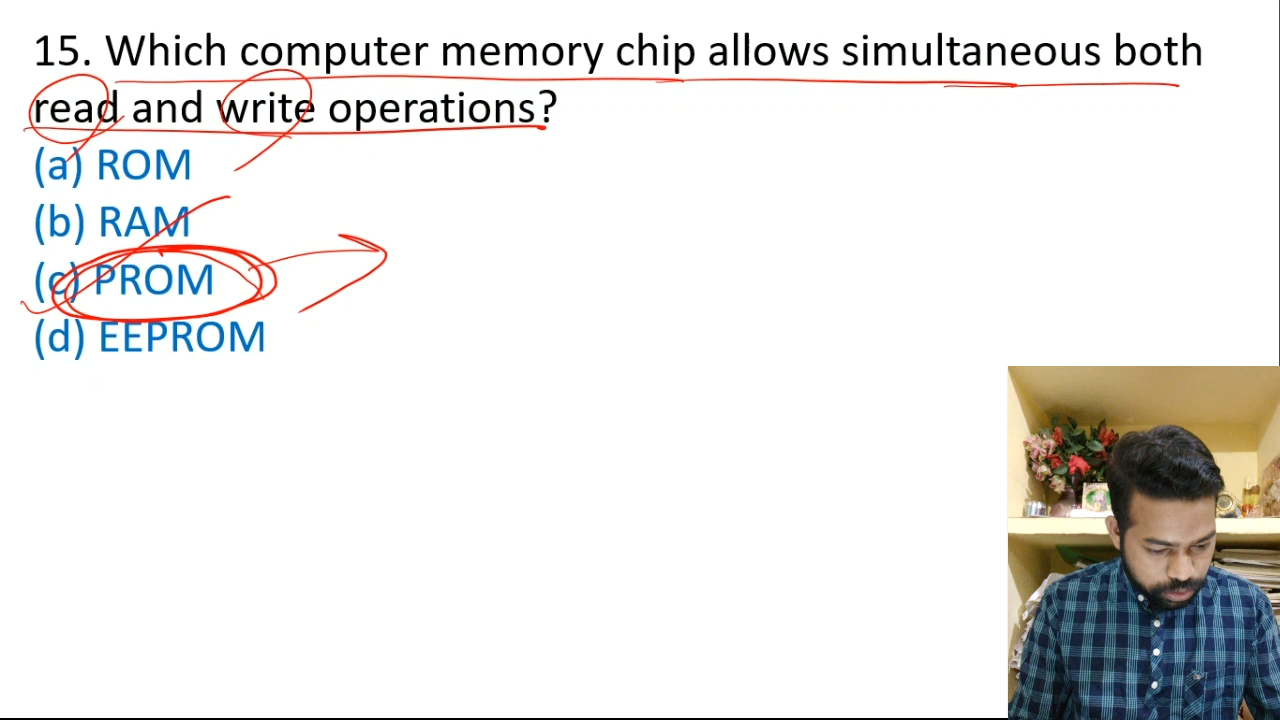 15. Which computer memory chip allows simultaneous both
read and write operations?
(a) ROM
(b) RAM
(c) PROM
(d) EEPROM